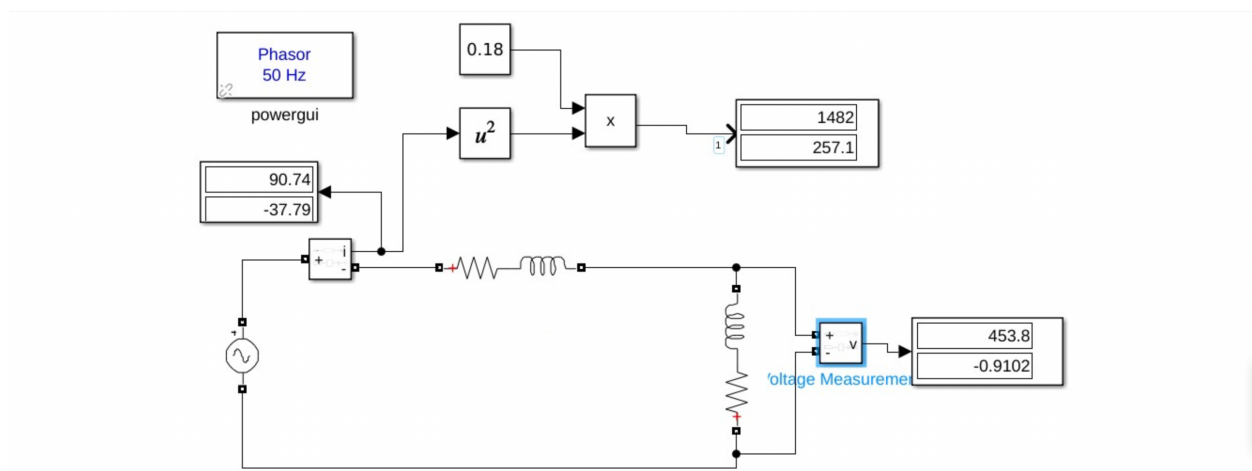 Phasor
50 Hz
powergui
0.18
u²
x
1
1482
257.1
90.74
-37.79
i
+
-
+
+
-
v
453.8
-0.9102
oltage Measuremer
+